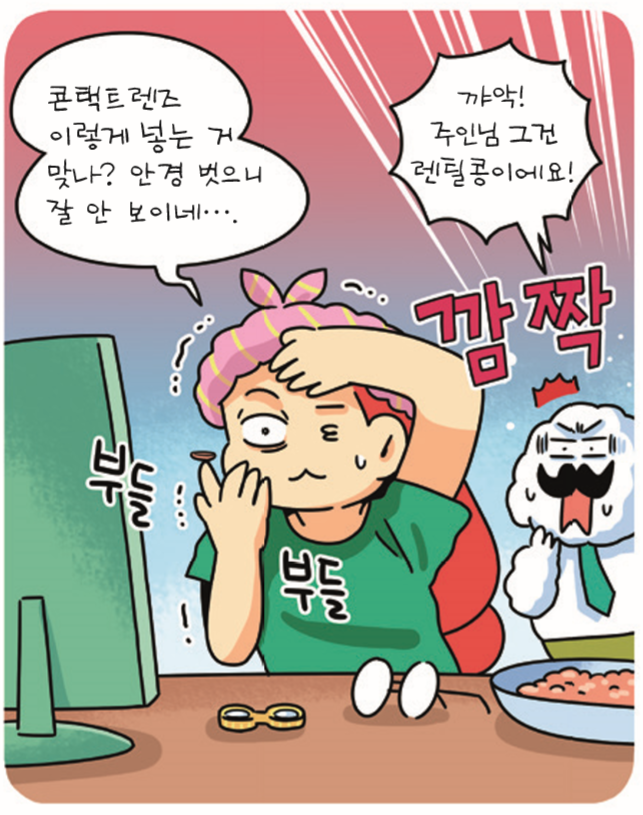 콘택트렌즈
이렇게 넣는 거
맞나? 안경 벗으니
잘 안 보이네….
꺄악!
주인님 그건
렌틸콩이에요!
깜짝
부들
부들